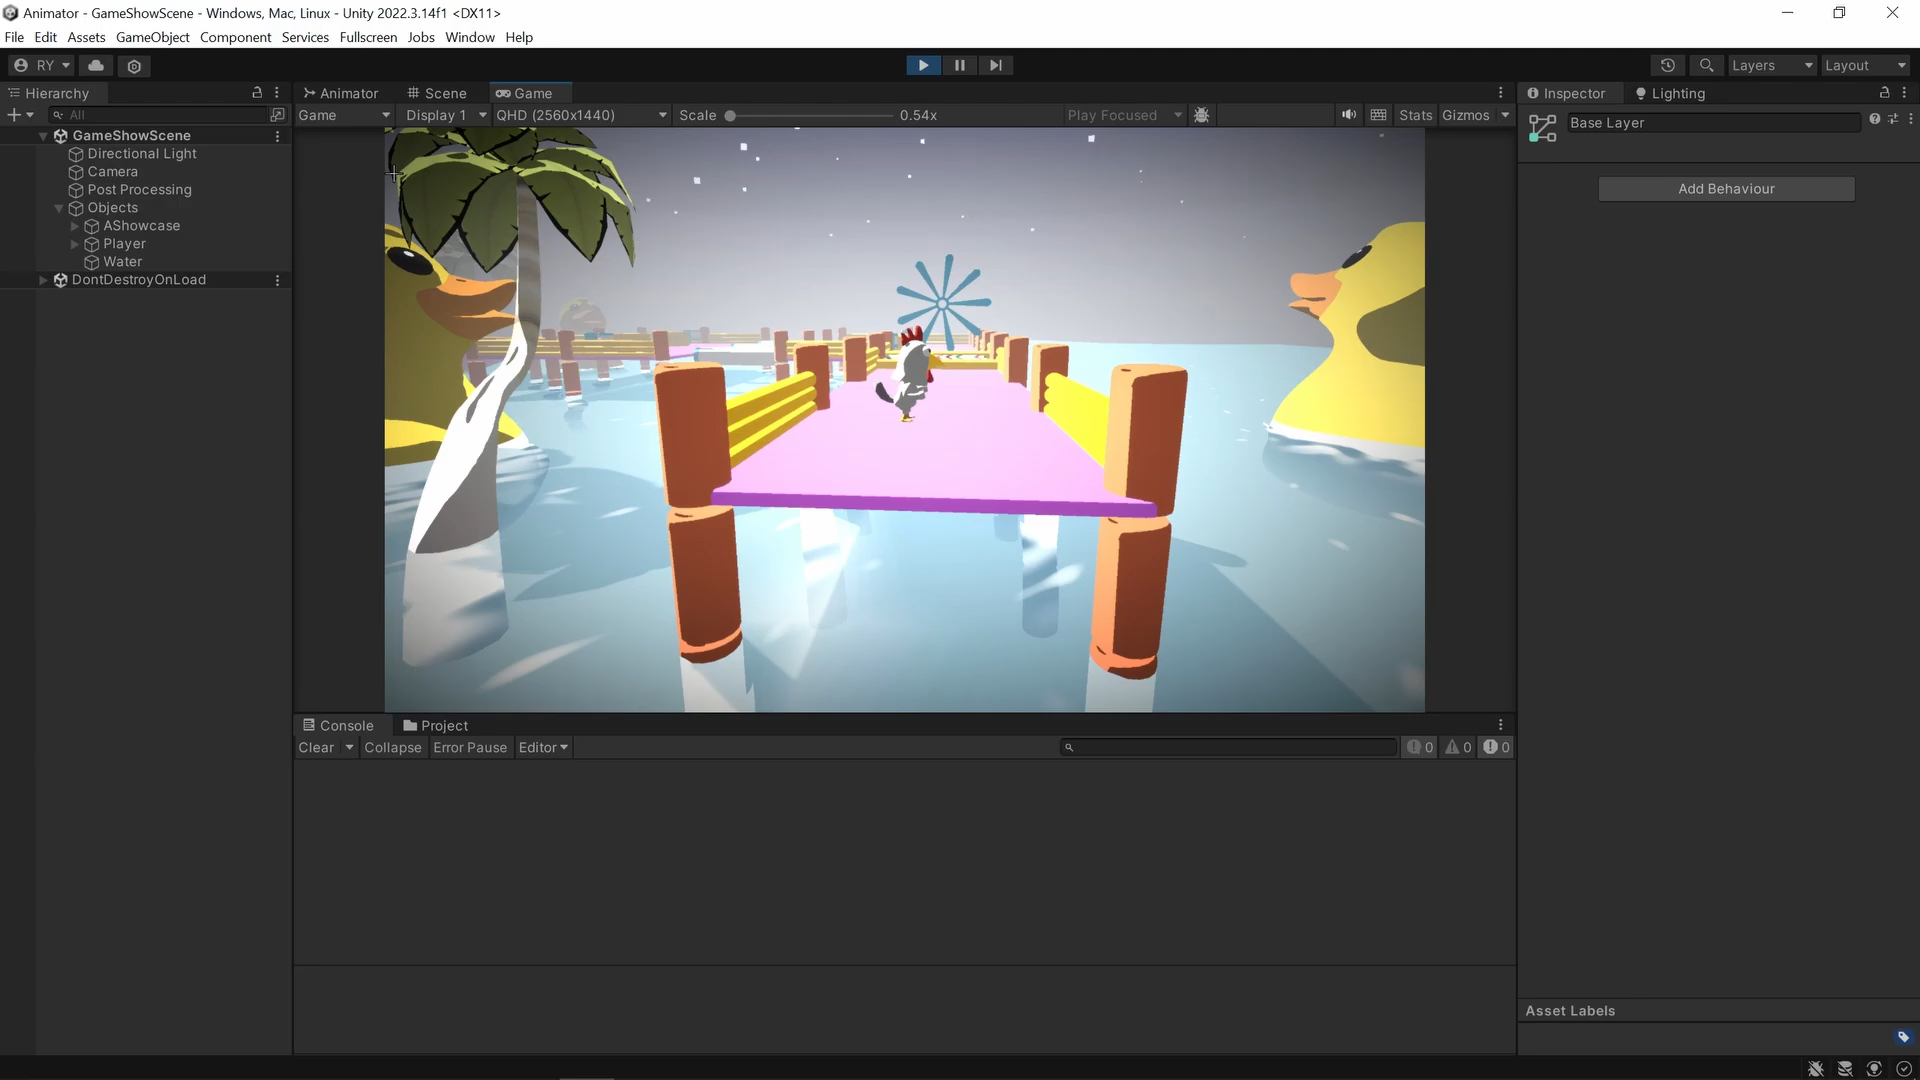 Animator - GameShowScene - Windows, Mac, Linux - Unity 2022.3.14f1 <DX11>
File Edit Assets GameObject Component Services Fullscreen Jobs Window Help
RY Layers Layout
Hierarchy Animator Scene Game Inspector Lighting
All Game Display 1 QHD (2560x1440) Scale 0.54x Play Focused Stats Gizmos Base Layer
GameShowScene
Directional Light
Camera
Post Processing
Add Behaviour
Objects
AShowcase
Player
Water
DontDestroyOnLoad
Console Project
Clear Collapse Error Pause Editor 0 0 0
Asset Labels